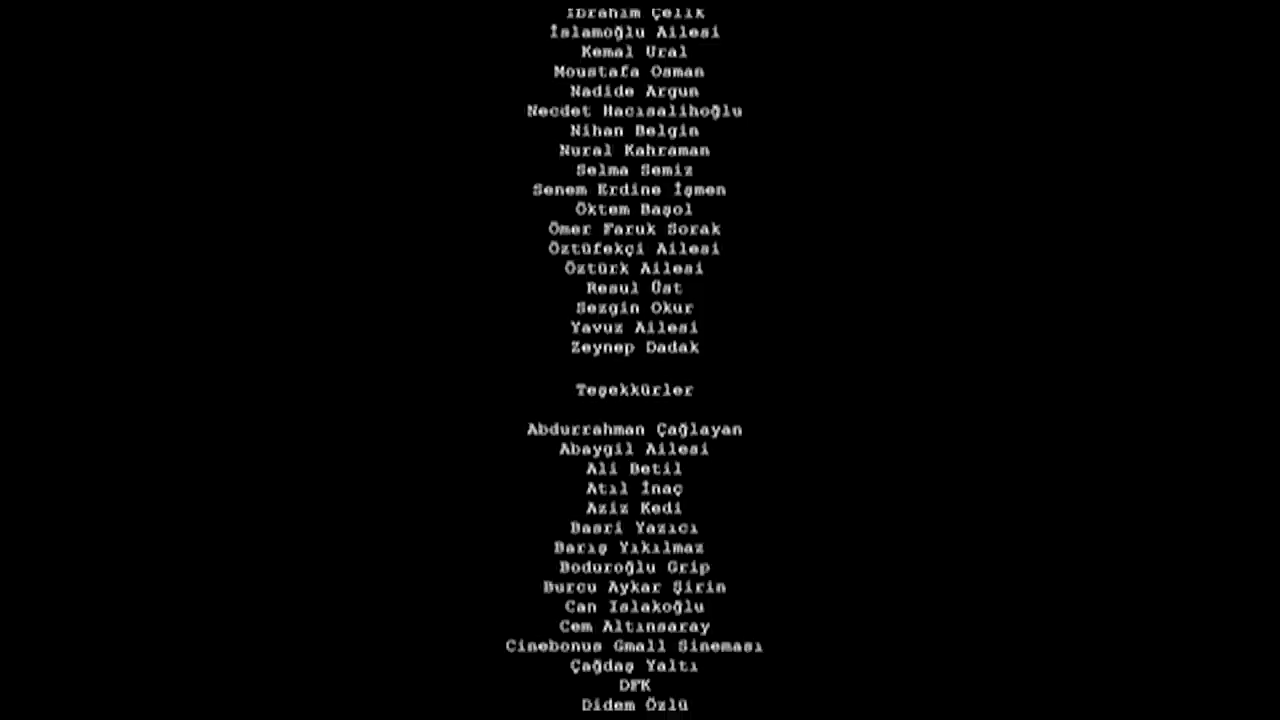 İbrahim Çelik
İslamoğlu Ailesi
Kemal Ural
Moustafa Osman
Nadide Argun
Necdet Hacısalihoğlu
Nihan Belgin
Nural Kahraman
Selma Semiz
Senem Erdine İşmen
Öktem Başol
Ömer Faruk Sorak
Öztüfekçi Ailesi
Öztürk Ailesi
Resul Üst
Sezgin Okur
Yavuz Ailesi
Zeynep Dadak
Teşekkürler
Abdurrahman Çağlayan
Abaygil Ailesi
Ali Betil
Atıl İnaç
Aziz Kedi
Basri Yazıcı
Barış Yıkılmaz
Boduroğlu Grip
Burcu Aykar Şirin
Can Islakoğlu
Cem Altınsaray
Cinebonus Gmall Sineması
Çağdaş Yaltı
DFK
Didem Özlü